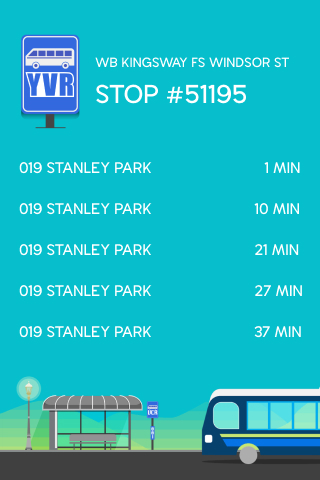 YVR
WB KINGSWAY FS WINDSOR ST
STOP #51195
019 STANLEY PARK 1 MIN
019 STANLEY PARK 10 MIN
019 STANLEY PARK 21 MIN
019 STANLEY PARK 27 MIN
019 STANLEY PARK 37 MIN